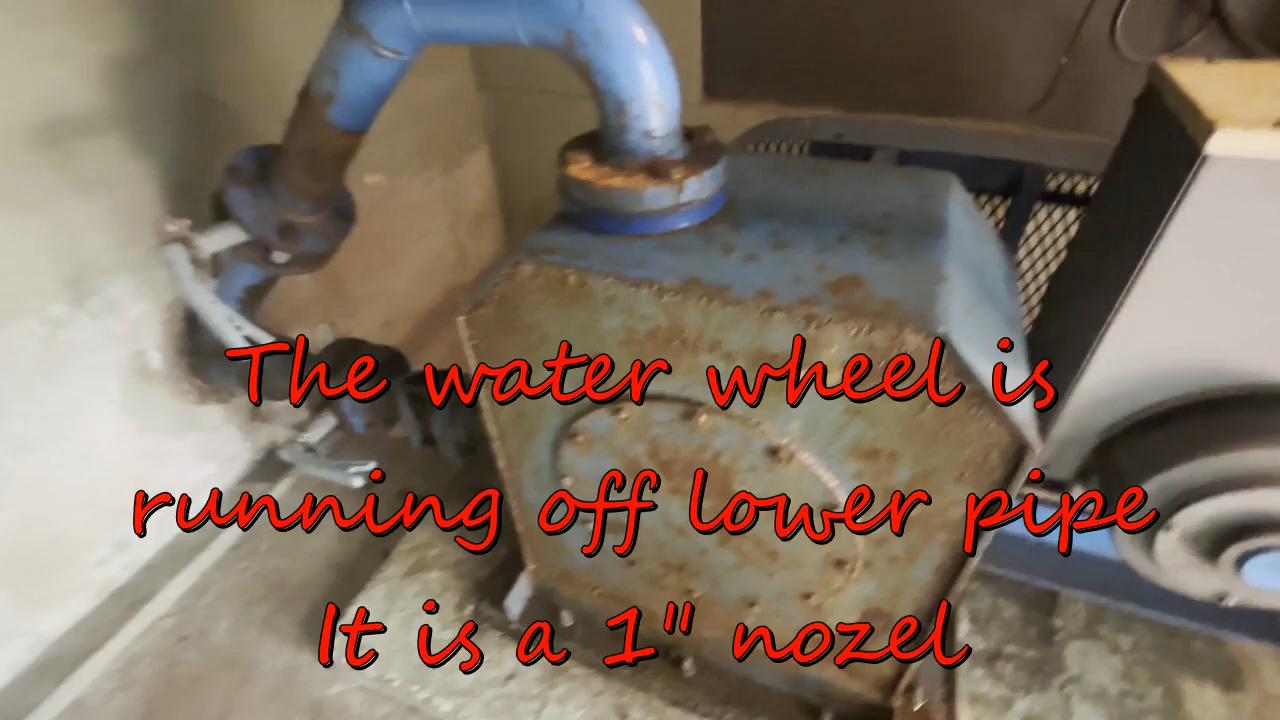 The water wheel is
running off lower pipe
It is a 1" nozel